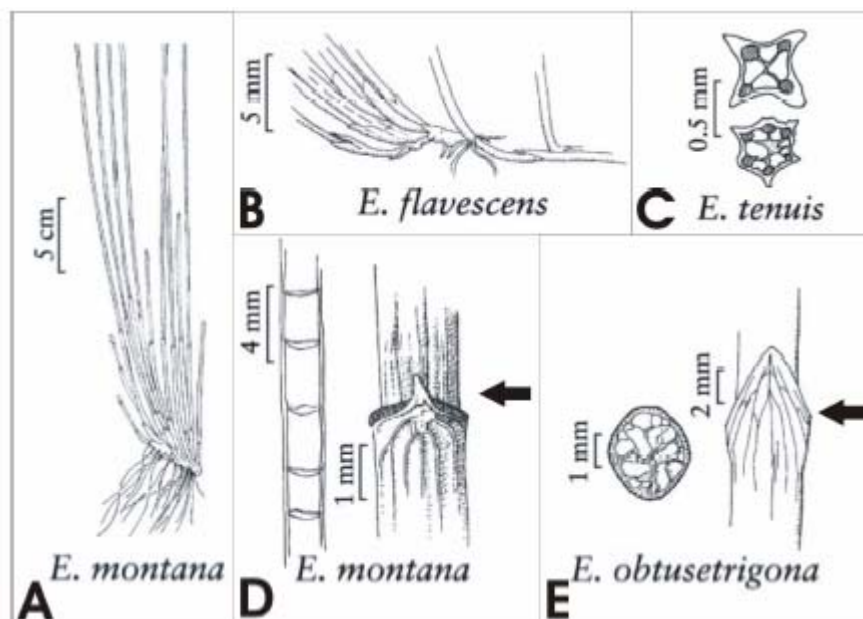 5 cm
A
E. montana
5 mm
B
E. flavescens
0.5 mm
C
E. tenuis
4 mm
1 mm
D
E. montana
1 mm
2 mm
E
E. obtusetrigona